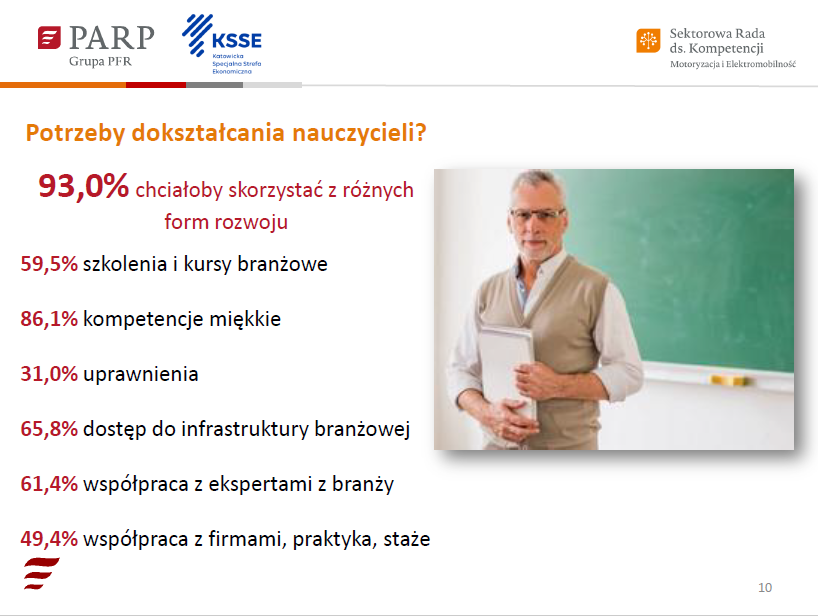 PARP
Grupa PFR
KSSE
Katowicka
Specjalna Strefa
Ekonomiczna
Sektorowa Rada
ds. Kompetencji
Motoryzacja i Elektromobilność
Potrzeby dokształcania nauczycieli?
93,0% chciałoby skorzystać z różnych
form rozwoju
59,5% szkolenia i kursy branżowe
86,1% kompetencje miękkie
31,0% uprawnienia
65,8% dostęp do infrastruktury branżowej
61,4% współpraca z ekspertami z branży
49,4% współpraca z firmami, praktyka, staże
10